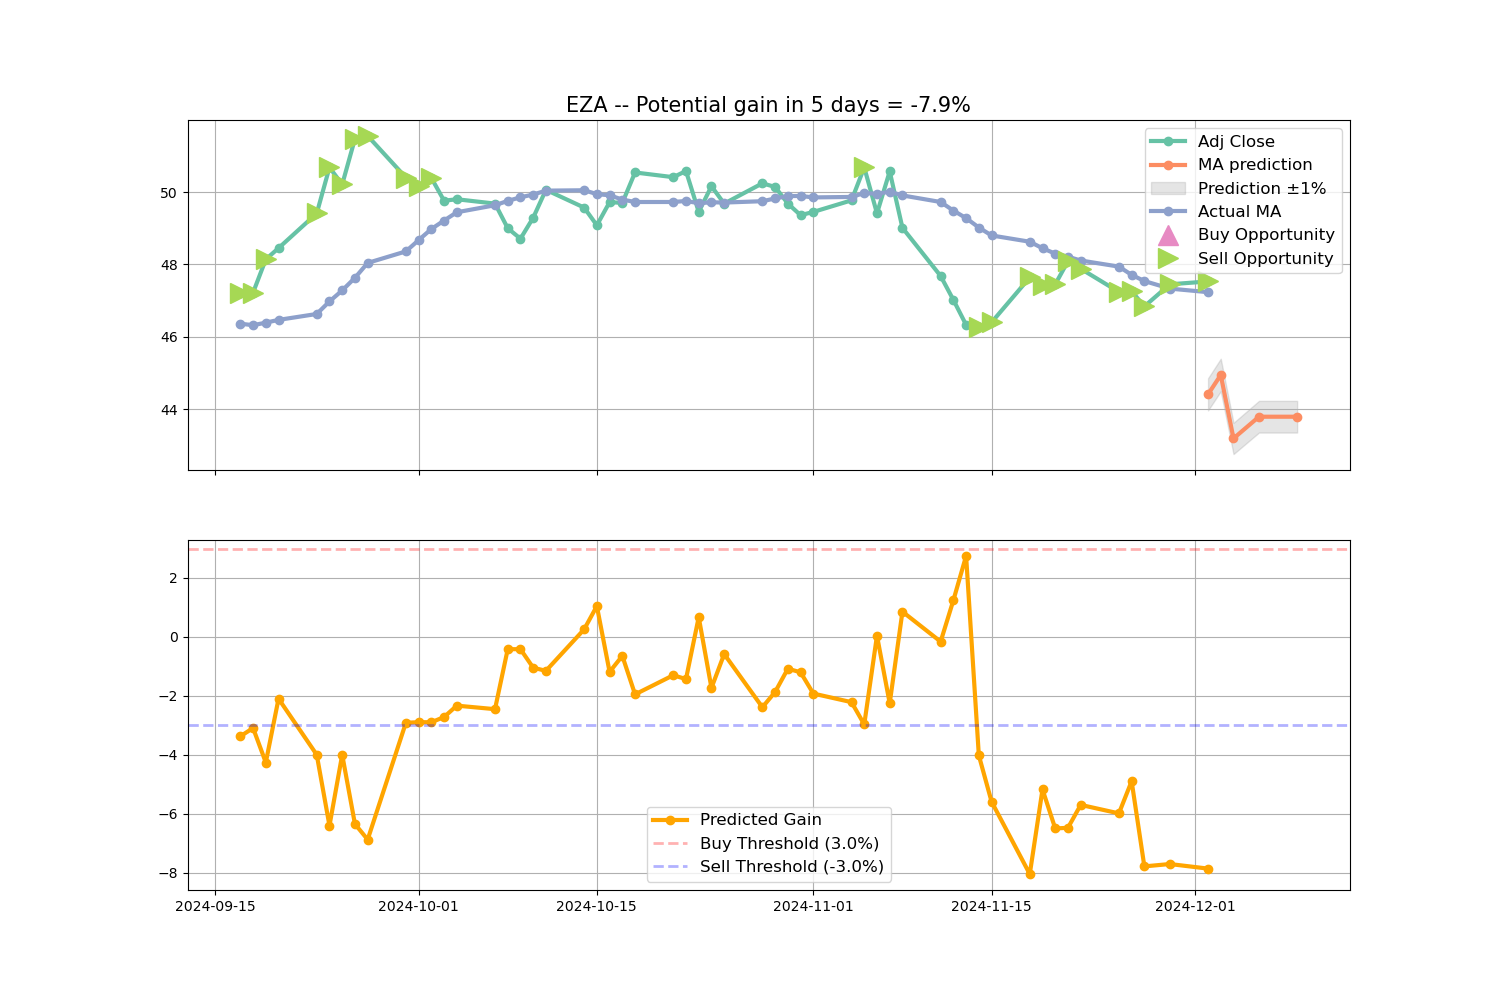 EZA -- Potential gain in 5 days = -7.9%
50
48
46
44
Adj Close
MA prediction
Prediction ±1%
Actual MA
Buy Opportunity
Sell Opportunity
2
0
−2
−4
−6
−8
Predicted Gain
Buy Threshold (3.0%)
Sell Threshold (-3.0%)
2024-09-15 2024-10-01 2024-10-15 2024-11-01 2024-11-15 2024-12-01